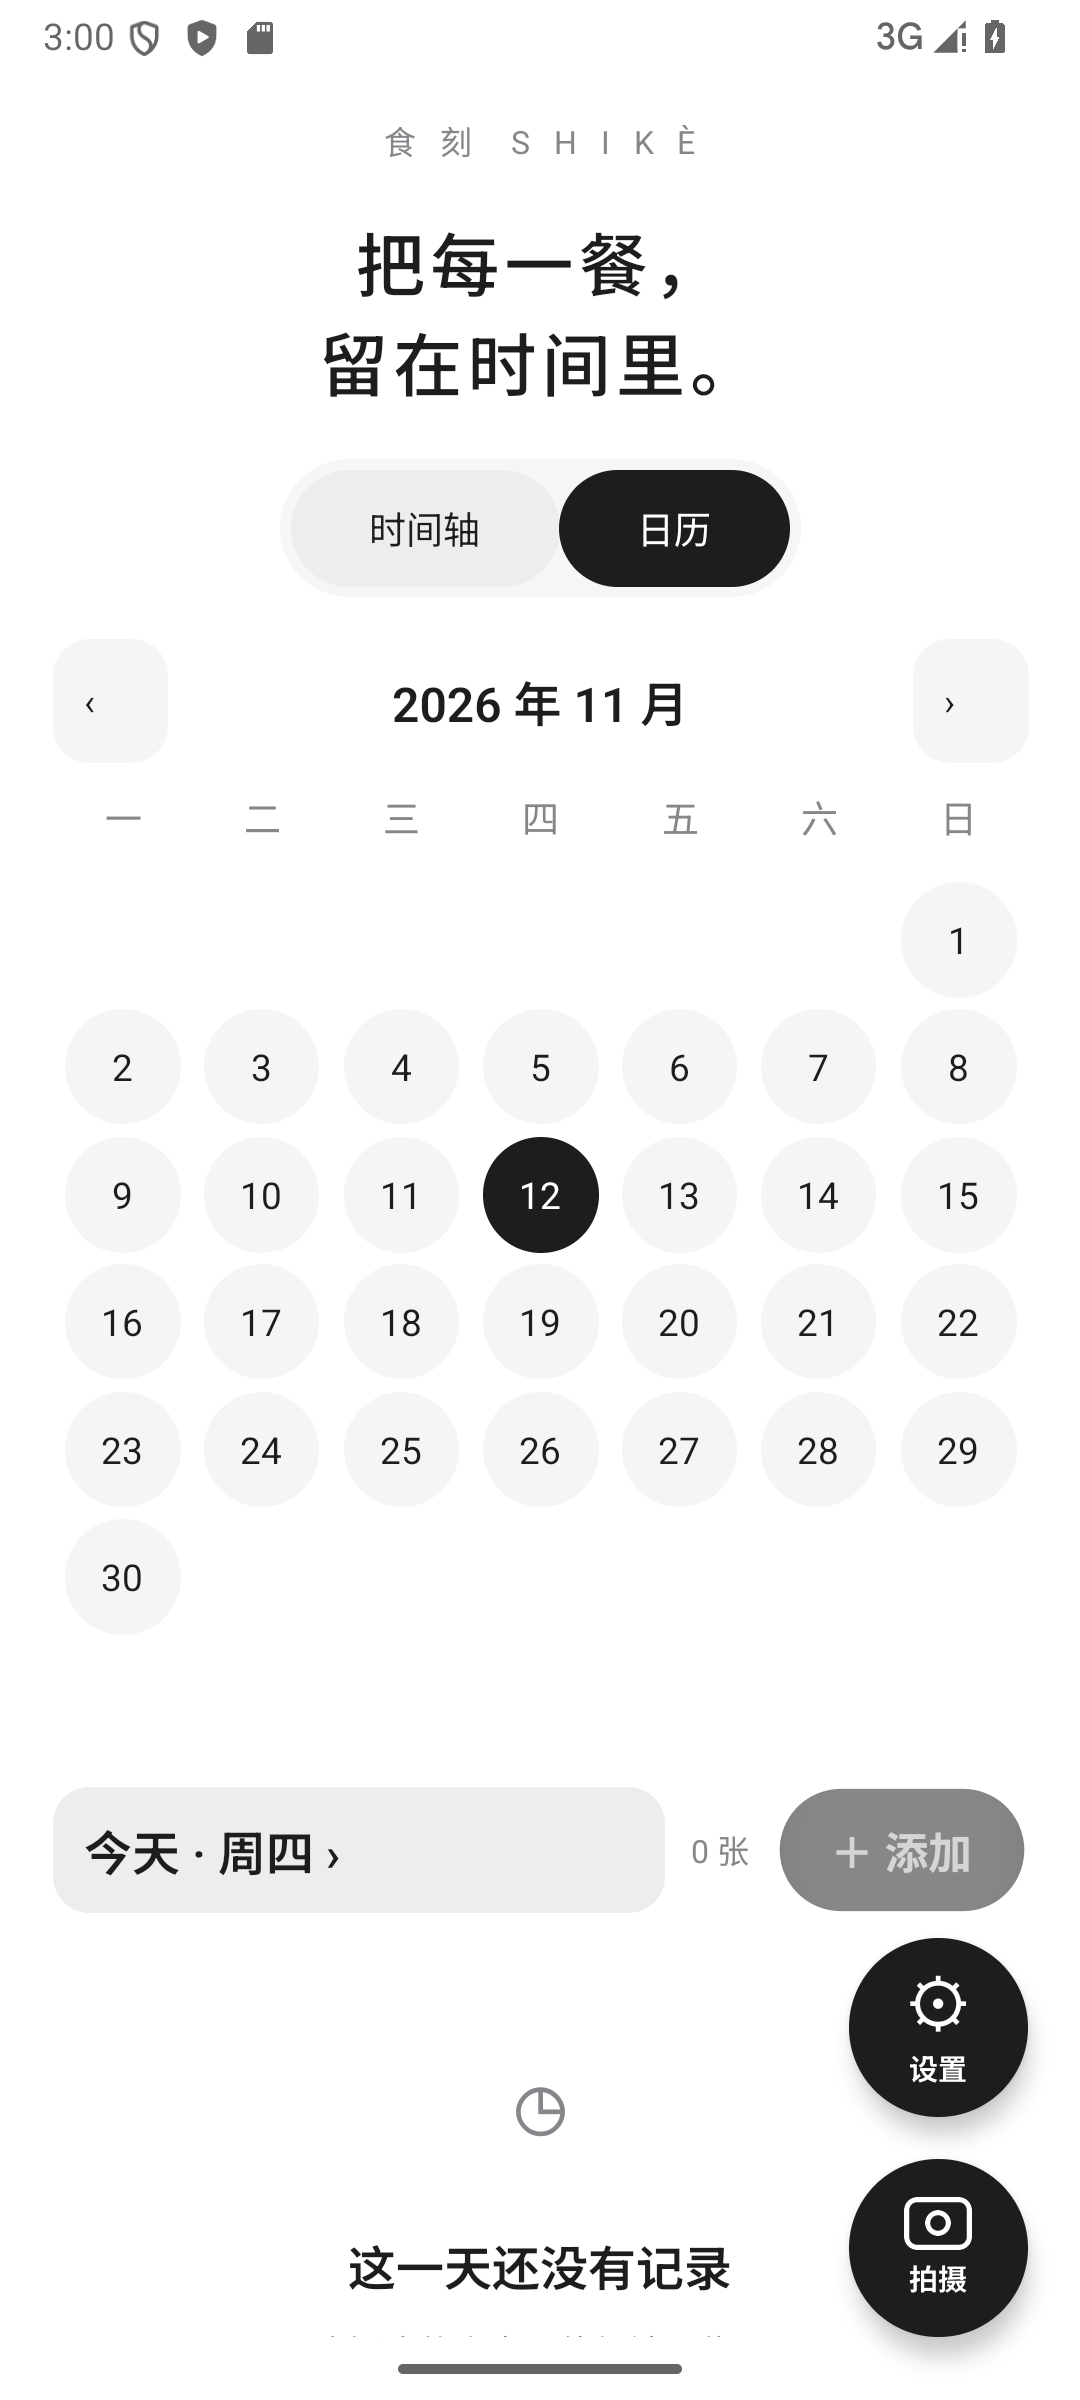 3:00 3G
食刻 SHIKÈ
把每一餐，
留在时间里。
时间轴 日历
‹ 2026 年 11 月 ›
一 二 三 四 五 六 日
1
2 3 4 5 6 7 8
9 10 11 12 13 14 15
16 17 18 19 20 21 22
23 24 25 26 27 28 29
30
今天 · 周四 › 0 张 ＋ 添加
设置
这一天还没有记录
拍摄